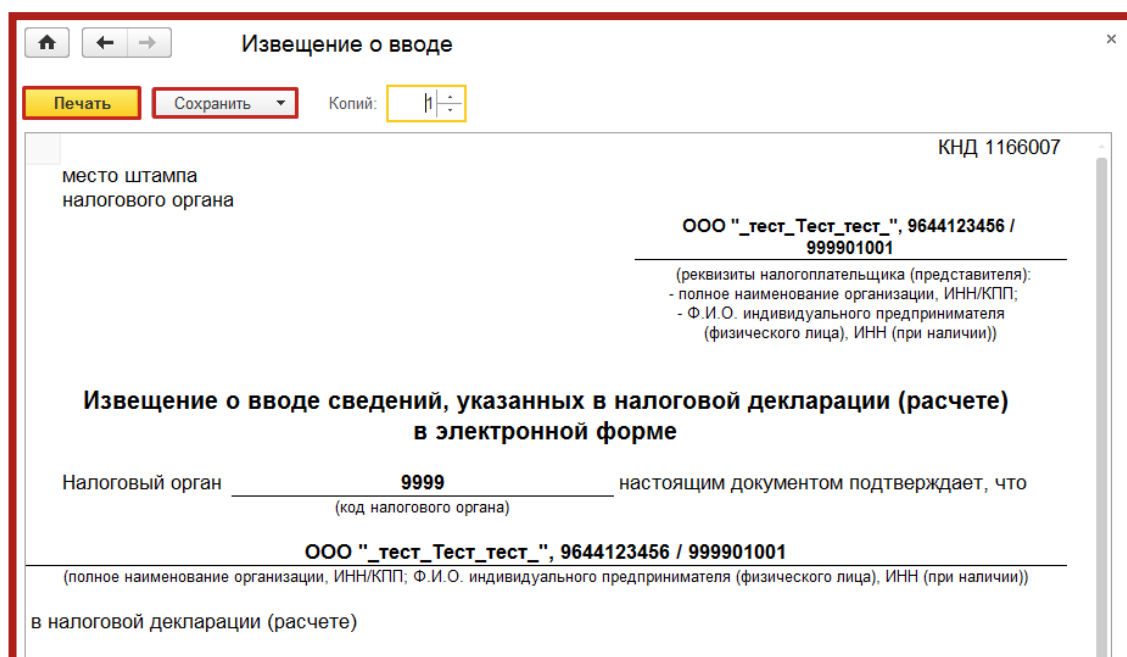 Извещение о вводе
Печать Сохранить Копий: 1
КНД 1166007
место штампа
налогового органа
ООО "_тест_Тест_тест_", 9644123456 /
999901001
(реквизиты налогоплательщика (представителя):
- полное наименование организации, ИНН/КПП;
- Ф.И.О. индивидуального предпринимателя
(физического лица), ИНН (при наличии))
Извещение о вводе сведений, указанных в налоговой декларации (расчете)
в электронной форме
Налоговый орган 9999 настоящим документом подтверждает, что
(код налогового органа)
ООО "_тест_Тест_тест_", 9644123456 / 999901001
(полное наименование организации, ИНН/КПП; Ф.И.О. индивидуального предпринимателя (физического лица), ИНН (при наличии))
в налоговой декларации (расчете)